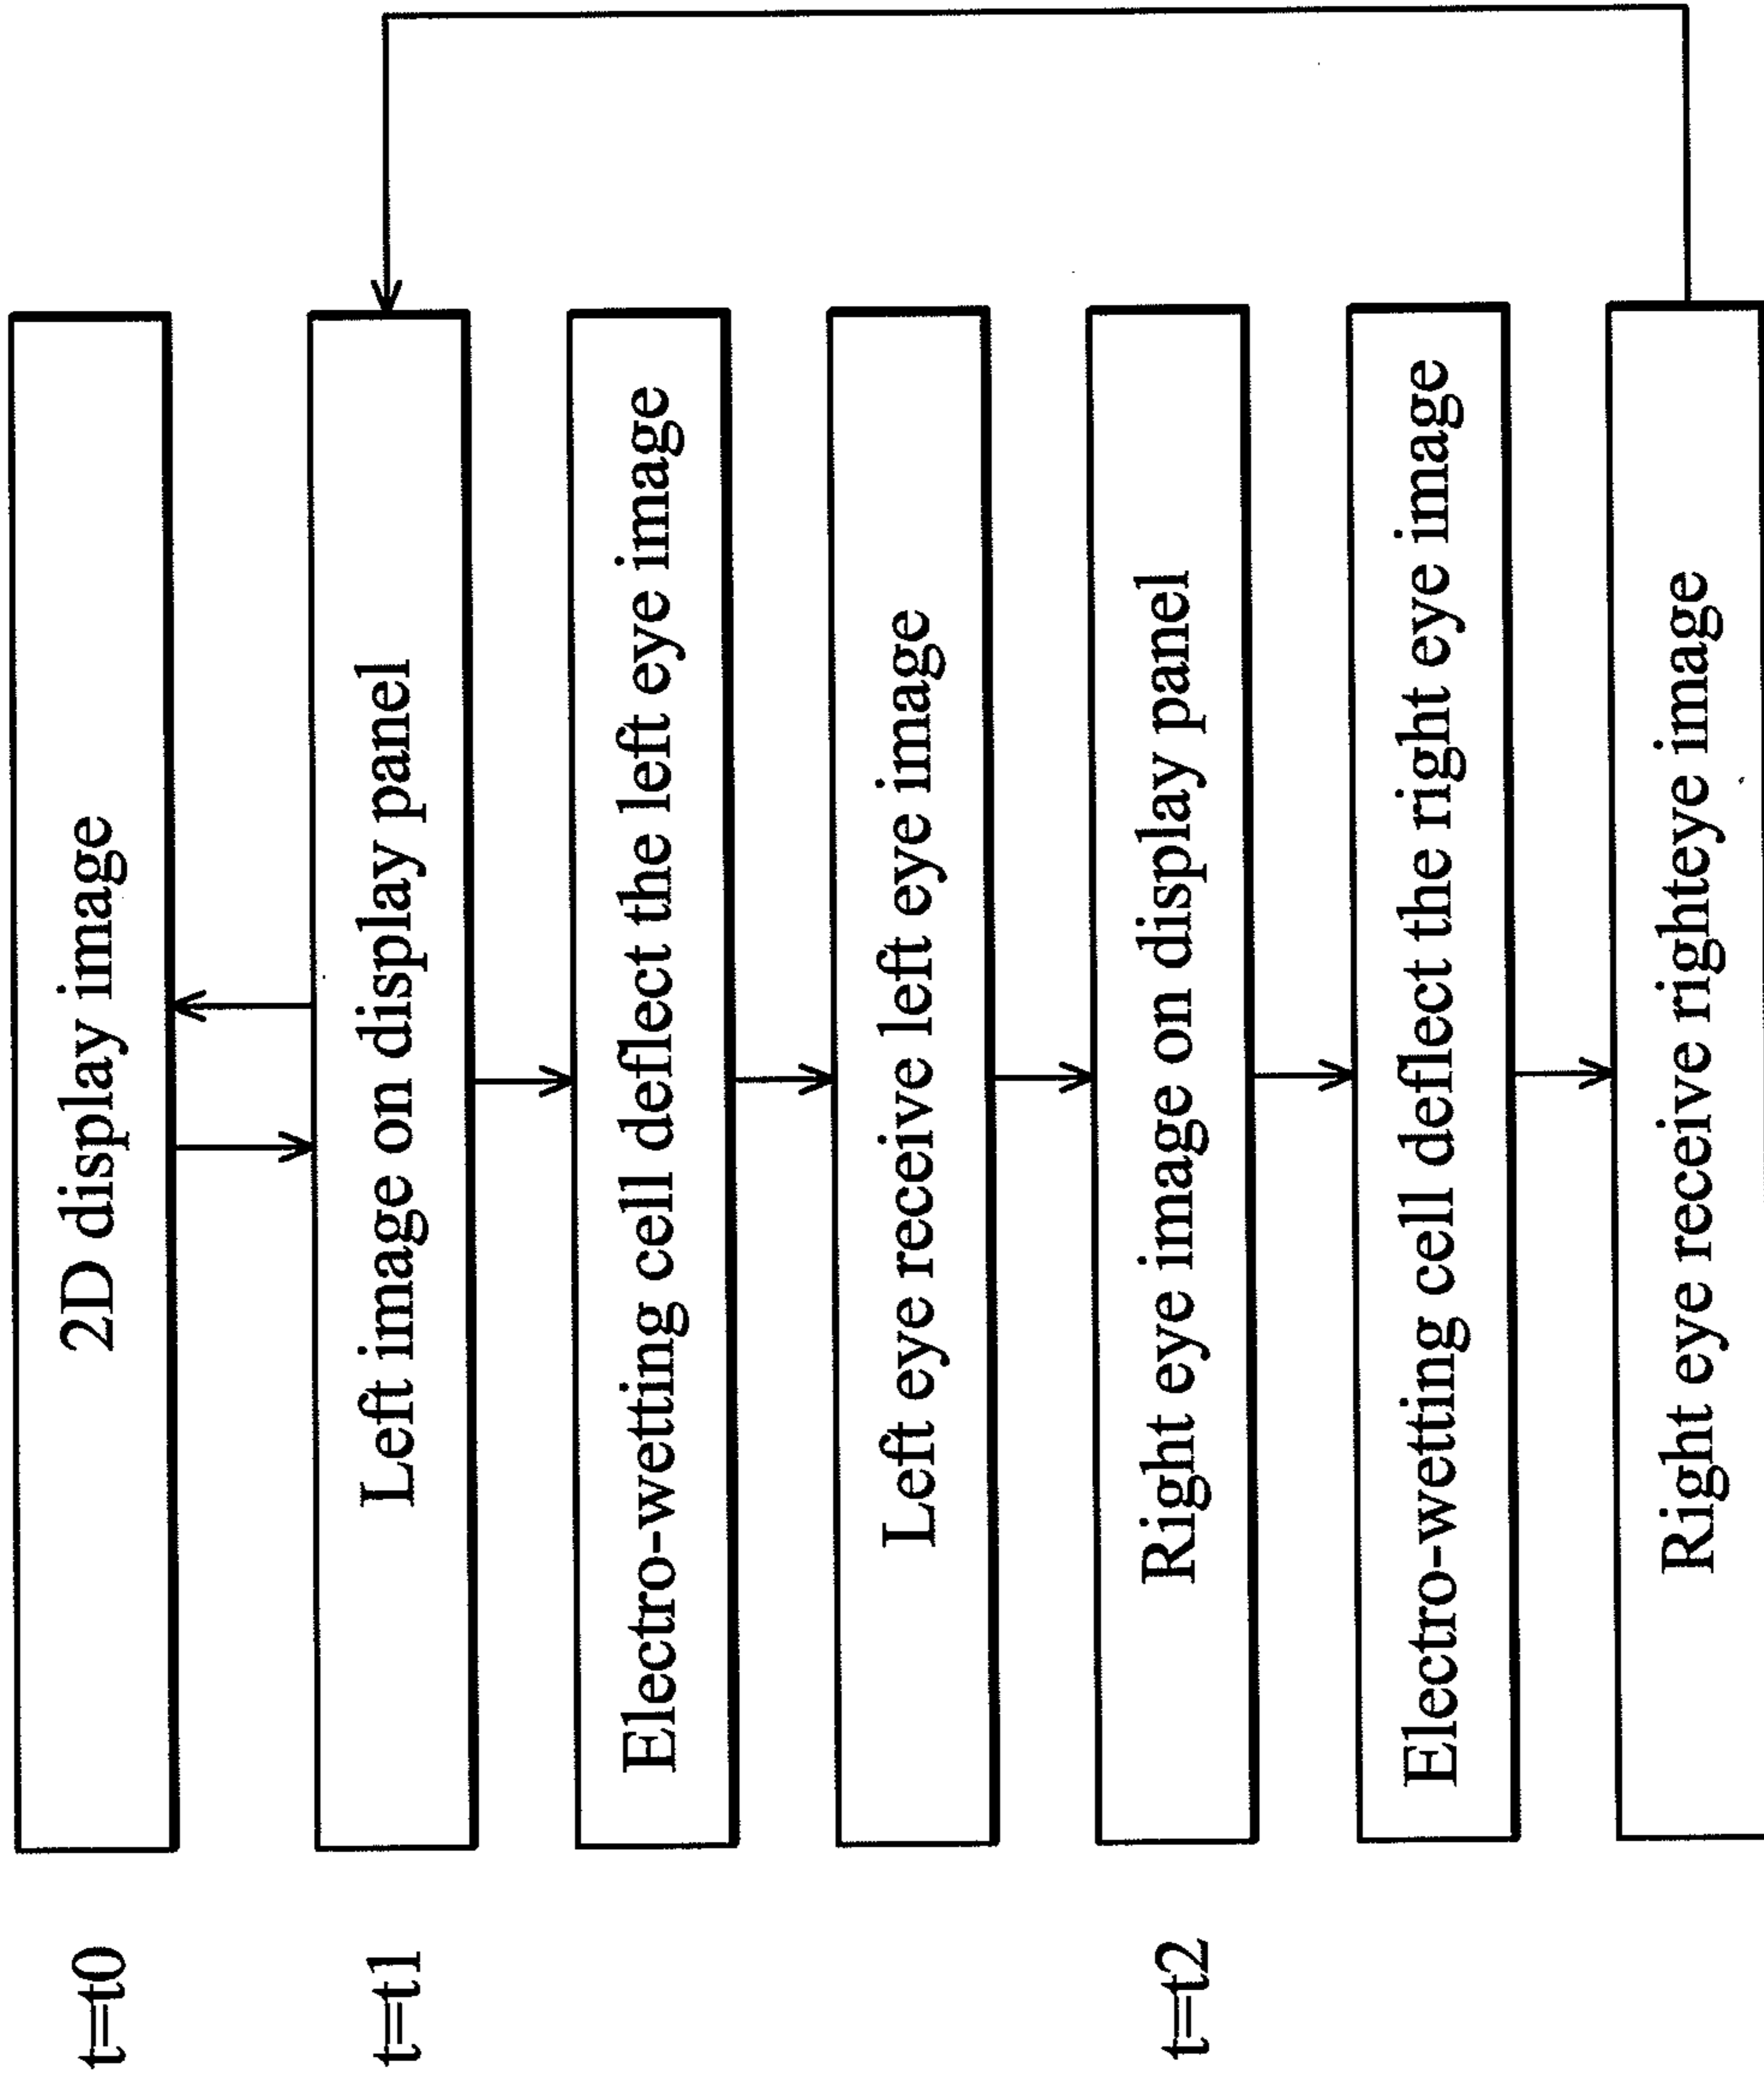 t=t0
2D display image
t=t1
Left image on display panel
Electro-wetting cell deflect the left eye image
Left eye receive left eye image
t=t2
Right eye image on display panel
Electro-wetting cell deflect the right eye image
Right eye receive righteye image